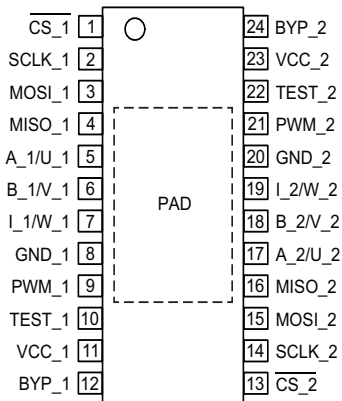 CS_1 1 24 BYP_2
SCLK_1 2 23 VCC_2
MOSI_1 3 22 TEST_2
MISO_1 4 21 PWM_2
A_1/U_1 5 20 GND_2
B_1/V_1 6 19 I_2/W_2
PAD
I_1/W_1 7 18 B_2/V_2
GND_1 8 17 A_2/U_2
PWM_1 9 16 MISO_2
TEST_1 10 15 MOSI_2
VCC_1 11 14 SCLK_2
BYP_1 12 13 CS_2